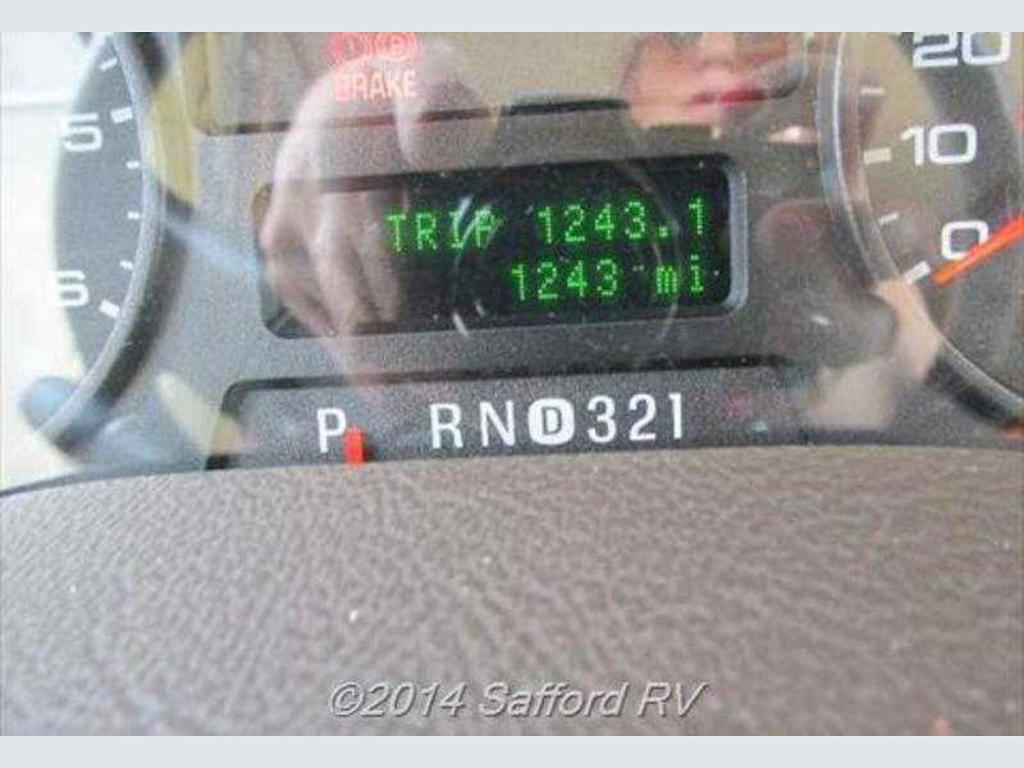 BRAKE
20
5
10
TRIP 1243.1
0
6
1243 mi
P RND321
©2014 Safford RV